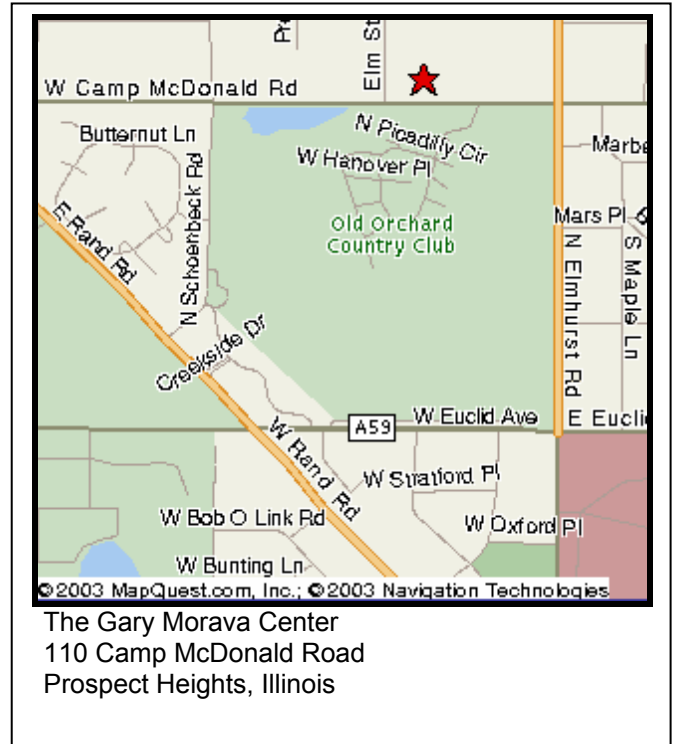 Elm St
W Camp McDonald Rd
Butternut Ln
N Picadilly Cir
W Hanover Pl
Marbe
E Rand Rd
N Schoenbeck Rd
Old Orchard
Country Club
Mars Pl
N Elmhurst Rd
S Maple Ln
Creekside Dr
W Euclid Ave
E Eucli
A59
W Rand Rd
W Stratford Pl
W Bob O Link Rd
W Oxford Pl
W Bunting Ln
©2003 MapQuest.com, Inc.; ©2003 Navigation Technologies
The Gary Morava Center
110 Camp McDonald Road
Prospect Heights, Illinois